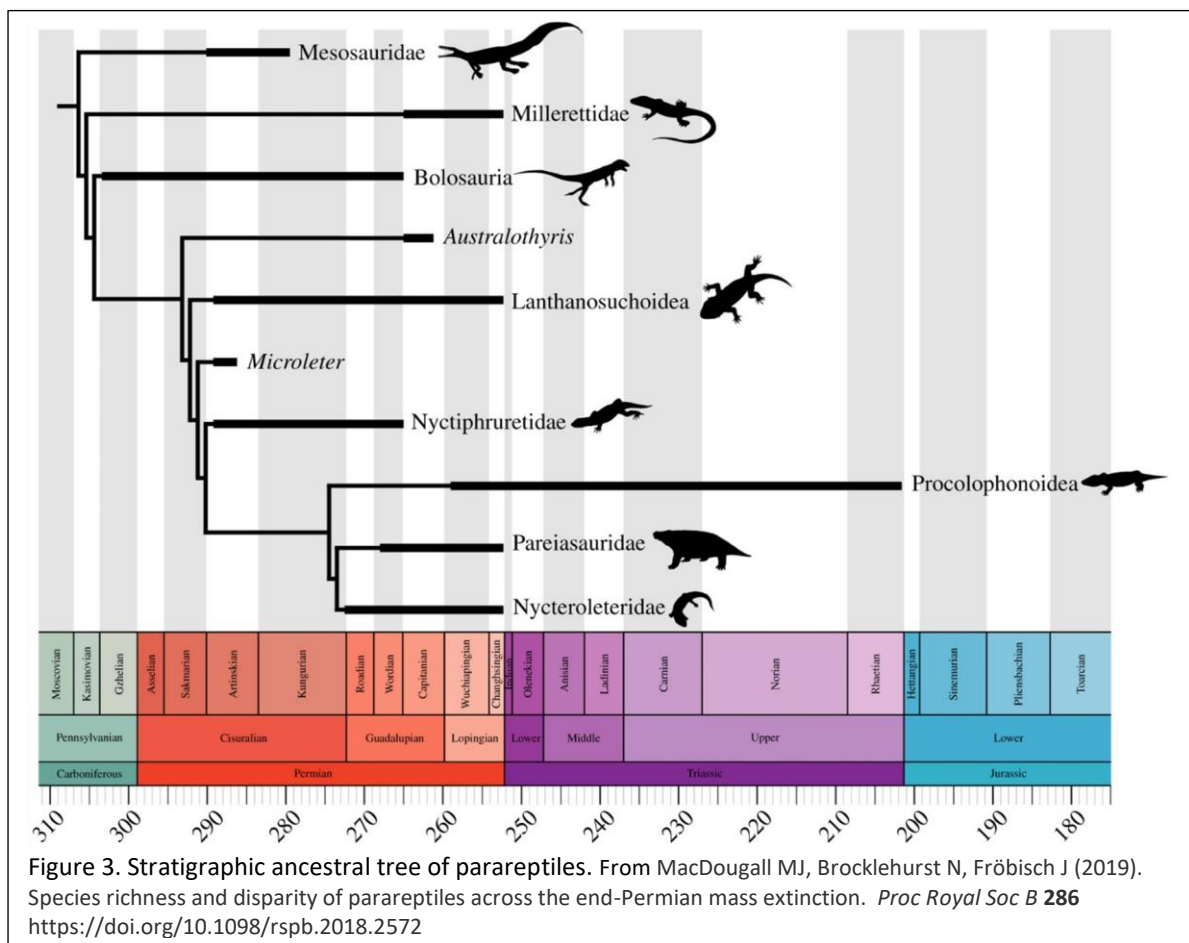 Mesosauridae
Millerettidae
Bolosauria
Australothyris
Lanthanosuchoidea
Microleter
Nyctiphruretidae
Procolophonoidea
Pareiasauridae
Nycteroleteridae
Moscovian Kasimovian Gzhelian Asselian Sakmarian Artinskian Kungurian Roadian Wordian Capitanian Wuchiapingian Changhsingian Induan Olenekian Anisian Ladinian Carnian Norian Rhaetian Hettangian Sinemurian Pliensbachian Toarcian
Pennsylvanian Cisuralian Guadalupian Lopingian Lower Middle Upper Lower
Carboniferous Permian Triassic Jurassic
310 300 290 280 270 260 250 240 230 220 210 200 190 180
Figure 3. Stratigraphic ancestral tree of parareptiles. From MacDougall MJ, Brocklehurst N, Fröbisch J (2019).
Species richness and disparity of parareptiles across the end-Permian mass extinction. Proc Royal Soc B 286
https://doi.org/10.1098/rspb.2018.2572